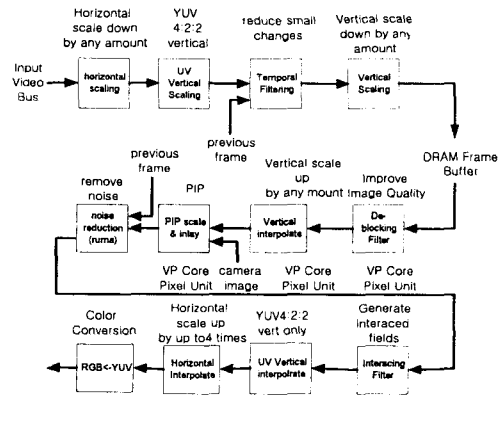 Horizontal
scale down
by any amount
YUV
4:2:2
vertical
reduce small
changes
Vertical scale
down by any
amount
Input
Video
Bus
horizontal
scaling
UV
Vertical
Scaling
Temporal
Filtering
Vertical
Scaling
previous
frame
DRAM Frame
Buffer
remove
noise
previous
frame
PIP
Vertical scale
up
by any mount
Improve
Image Quality
noise
reduction
(ruma)
PIP scale
& inlay
Vertical
interpolate
De-
blocking
Filter
VP Core
Pixel Unit
camera
image
VP Core
Pixel Unit
VP Core
Pixel Unit
Color
Conversion
Horizontal
scale up
by up to4 times
YUV4:2:2
vert only
Generate
interaced
fields
RGB<-YUV
Horizontal
Interpolate
UV Vertical
interpolrate
Interacing
Filter